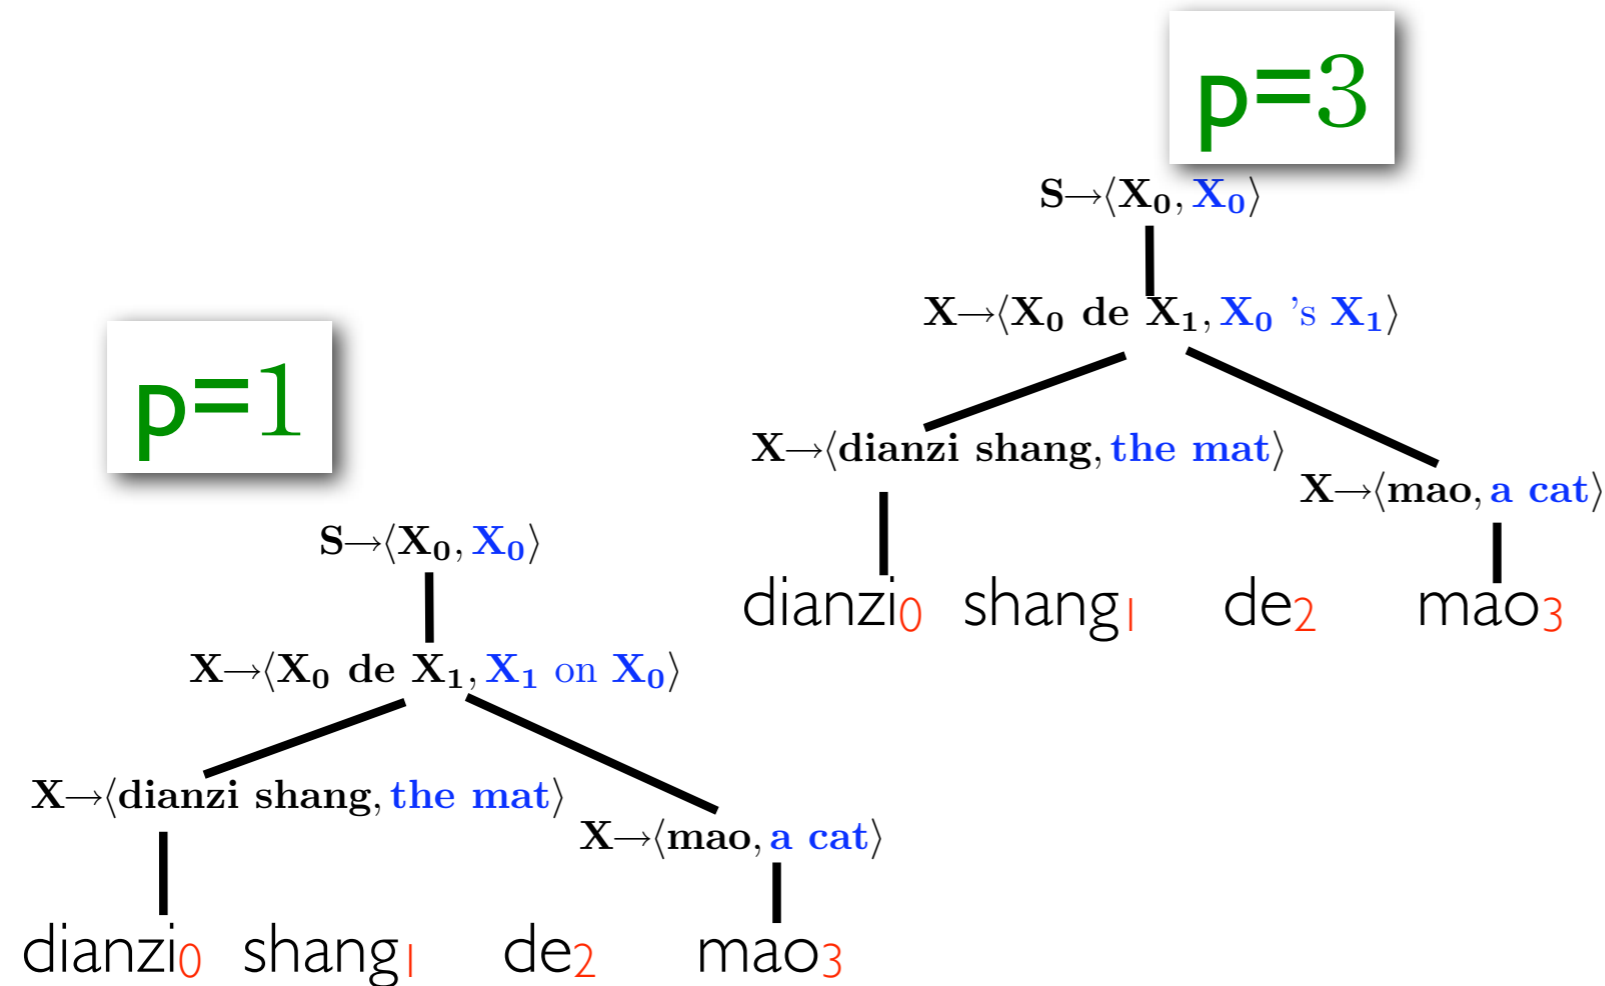 p=3
S→⟨X₀, X₀⟩
X→⟨X₀ de X₁, X₀ 's X₁⟩
X→⟨dianzi shang, the mat⟩
X→⟨mao, a cat⟩
dianzi₀ shang₁ de₂ mao₃
p=1
S→⟨X₀, X₀⟩
X→⟨X₀ de X₁, X₁ on X₀⟩
X→⟨dianzi shang, the mat⟩
X→⟨mao, a cat⟩
dianzi₀ shang₁ de₂ mao₃